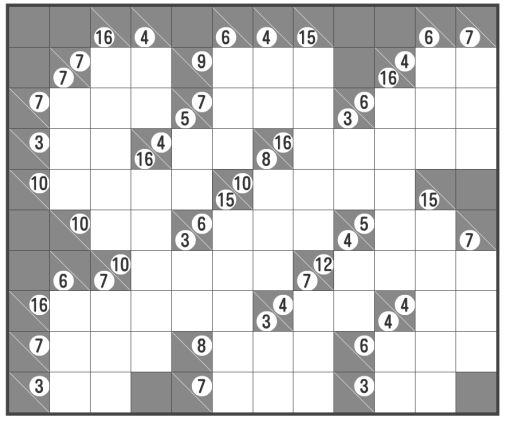 16 4 6 4 15 6 7
7 7 9 4 16
7 7 5 6 3
3 4 16 16 8
10 10 15 15
10 6 3 5 4 7
6 10 7 12 7
16 4 3 4 4
7 8 6
3 7 3